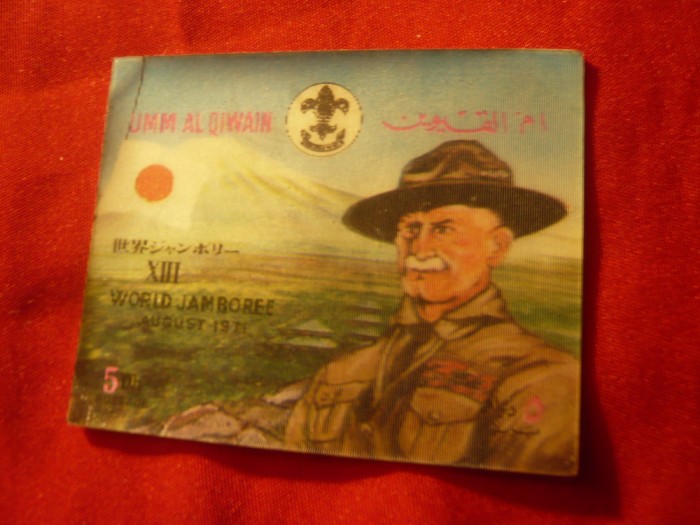 UMM AL QIWAIN
ام القيوين
世界ジャンボリー
XIII
WORLD JAMBOREE
AUGUST 1971
5
٥